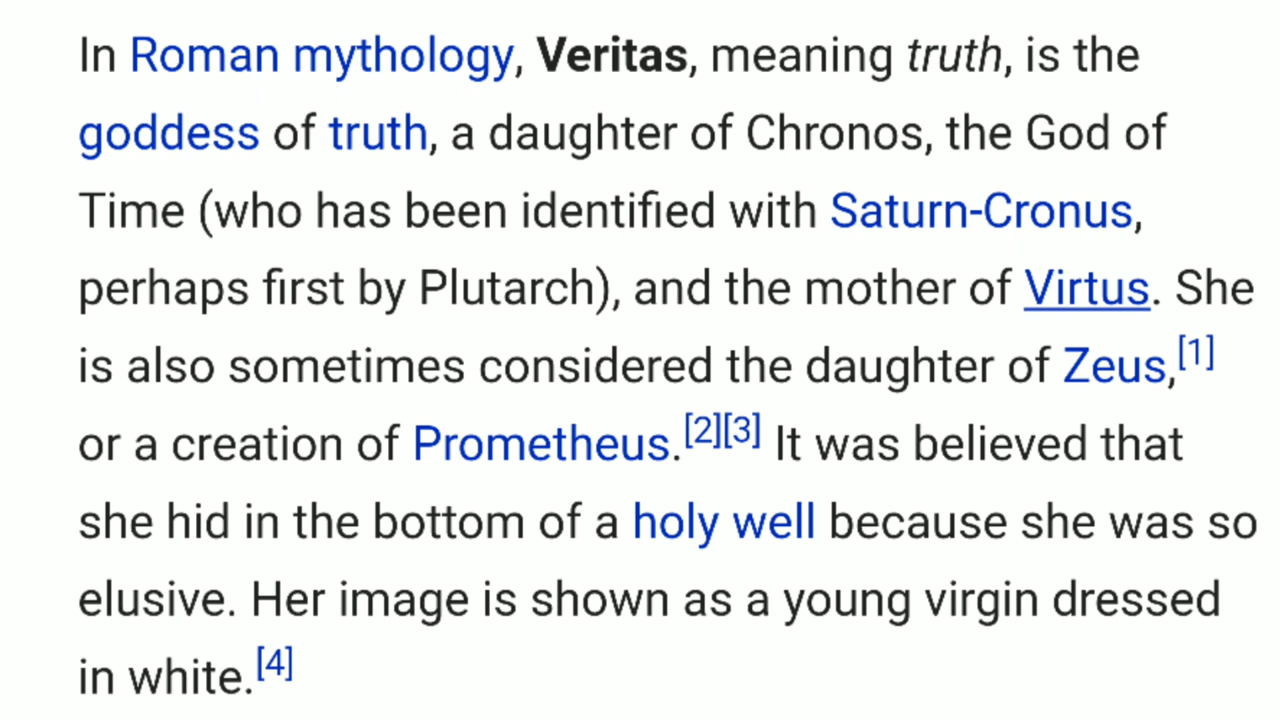 In Roman mythology, Veritas, meaning truth, is the
goddess of truth, a daughter of Chronos, the God of
Time (who has been identified with Saturn-Cronus,
perhaps first by Plutarch), and the mother of Virtus. She
is also sometimes considered the daughter of Zeus,[1]
or a creation of Prometheus.[2][3] It was believed that
she hid in the bottom of a holy well because she was so
elusive. Her image is shown as a young virgin dressed
in white.[4]